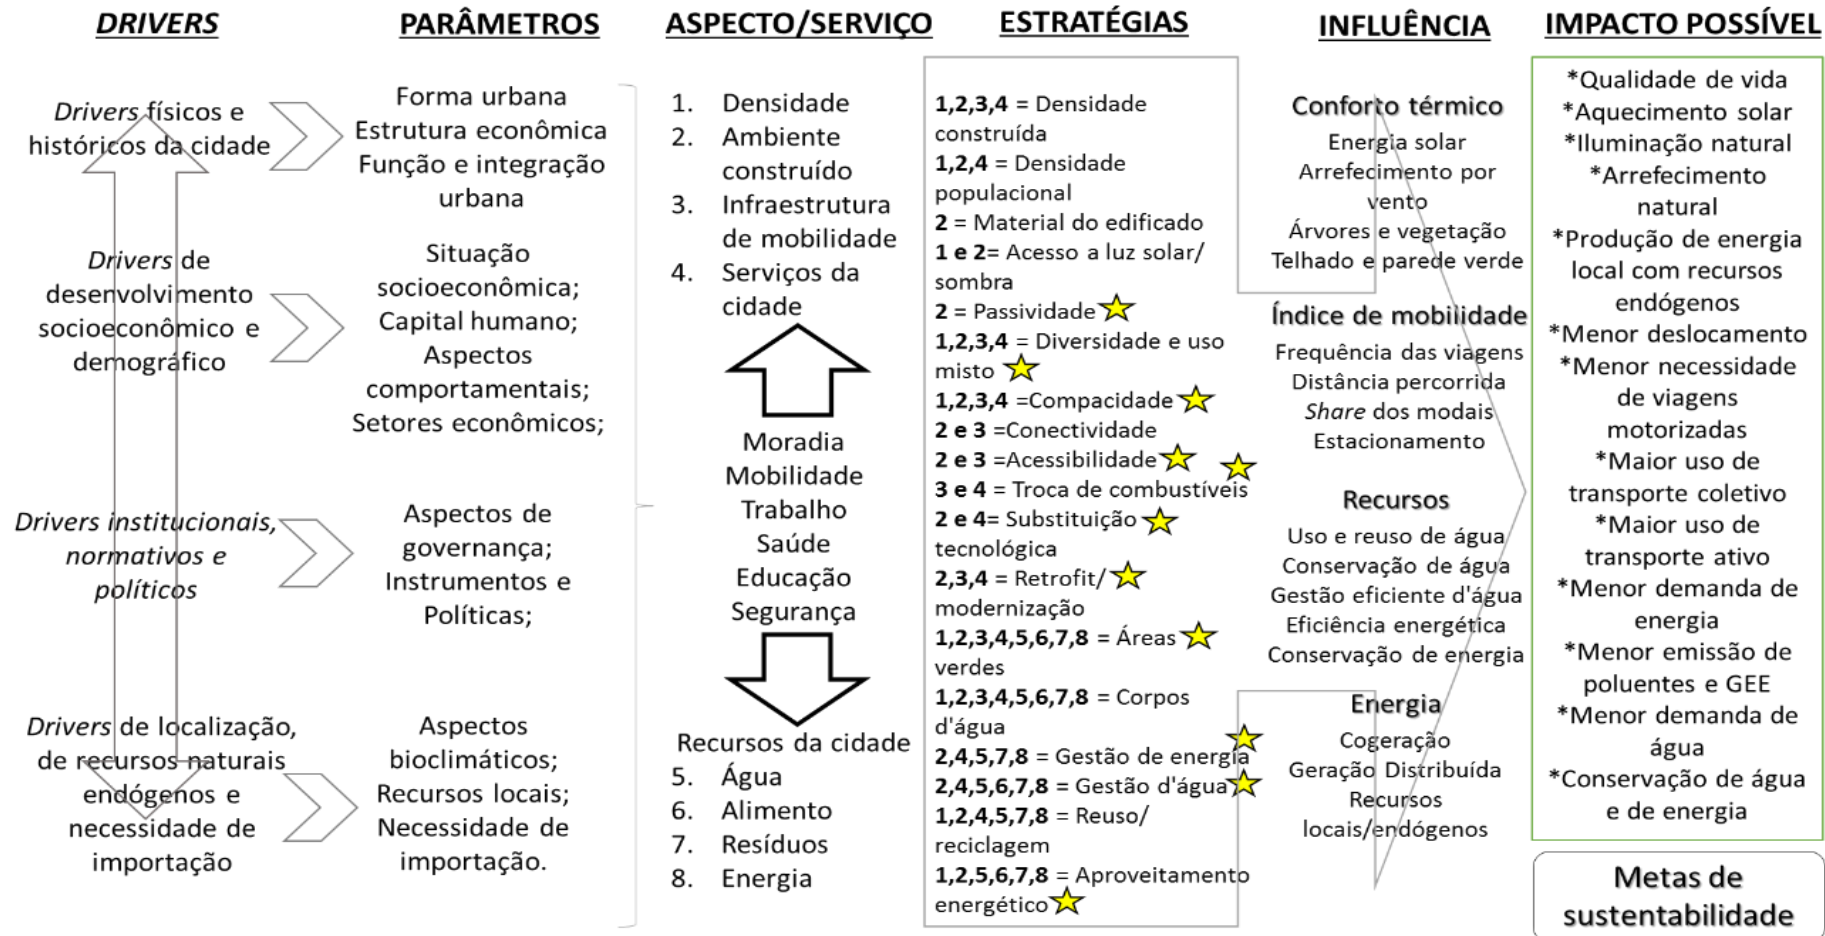 DRIVERS
Drivers físicos e
históricos da cidade
Drivers de
desenvolvimento
socioeconômico e
demográfico
Drivers institucionais,
normativos e
políticos
Drivers de localização,
de recursos naturais
endógenos e
necessidade de
importação
PARÂMETROS
Forma urbana
Estrutura econômica
Função e integração
urbana
Situação
socioeconômica;
Capital humano;
Aspectos
comportamentais;
Setores econômicos;
Aspectos de
governança;
Instrumentos e
Políticas;
Aspectos
bioclimáticos;
Recursos locais;
Necessidade de
importação.
ASPECTO/SERVIÇO
1. Densidade
2. Ambiente
construído
3. Infraestrutura
de mobilidade
4. Serviços da
cidade
Moradia
Mobilidade
Trabalho
Saúde
Educação
Segurança
Recursos da cidade
5. Água
6. Alimento
7. Resíduos
8. Energia
ESTRATÉGIAS
1,2,3,4 = Densidade
construída
1,2,4 = Densidade
populacional
2 = Material do edificado
1 e 2= Acesso a luz solar/
sombra
2 = Passividade
1,2,3,4 = Diversidade e uso
misto
1,2,3,4 =Compacidade
2 e 3 =Conectividade
2 e 3 =Acessibilidade
3 e 4 = Troca de combustíveis
2 e 4= Substituição
tecnológica
2,3,4 = Retrofit/
modernização
1,2,3,4,5,6,7,8 = Áreas
verdes
1,2,3,4,5,6,7,8 = Corpos
d'água
2,4,5,7,8 = Gestão de energia
2,4,5,6,7,8 = Gestão d'água
1,2,4,5,7,8 = Reuso/
reciclagem
1,2,5,6,7,8 = Aproveitamento
energético
INFLUÊNCIA
Conforto térmico
Energia solar
Arrefecimento por
vento
Árvores e vegetação
Telhado e parede verde
Índice de mobilidade
Frequência das viagens
Distância percorrida
Share dos modais
Estacionamento
Recursos
Uso e reuso de água
Conservação de água
Gestão eficiente d'água
Eficiência energética
Conservação de energia
Energia
Cogeração
Geração Distribuída
Recursos
locais/endógenos
IMPACTO POSSÍVEL
*Qualidade de vida
*Aquecimento solar
*Iluminação natural
*Arrefecimento
natural
*Produção de energia
local com recursos
endógenos
*Menor deslocamento
*Menor necessidade
de viagens
motorizadas
*Maior uso de
transporte coletivo
*Maior uso de
transporte ativo
*Menor demanda de
energia
*Menor emissão de
poluentes e GEE
*Menor demanda de
água
*Conservação de água
e de energia
Metas de
sustentabilidade